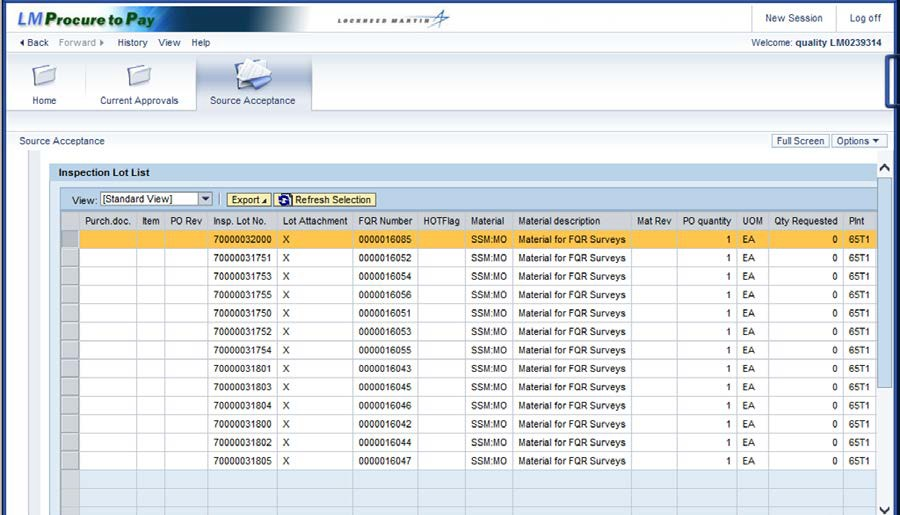 LM Procure to Pay LOCKHEED MARTIN New Session Log off
Back Forward History View Help Welcome: quality LM0239314
Home Current Approvals Source Acceptance
Source Acceptance Full Screen Options
Inspection Lot List
View: [Standard View] Export Refresh Selection
Purch.doc. Item PO Rev Insp. Lot No. Lot Attachment FQR Number HOTFlag Material Material description Mat Rev PO quantity UOM Qty Requested Plnt
70000032000 X 0000016085 SSM:MO Material for FQR Surveys 1 EA 0 65T1
70000031751 X 0000016052 SSM:MO Material for FQR Surveys 1 EA 0 65T1
70000031753 X 0000016054 SSM:MO Material for FQR Surveys 1 EA 0 65T1
70000031755 X 0000016056 SSM:MO Material for FQR Surveys 1 EA 0 65T1
70000031750 X 0000016051 SSM:MO Material for FQR Surveys 1 EA 0 65T1
70000031752 X 0000016053 SSM:MO Material for FQR Surveys 1 EA 0 65T1
70000031754 X 0000016055 SSM:MO Material for FQR Surveys 1 EA 0 65T1
70000031801 X 0000016043 SSM:MO Material for FQR Surveys 1 EA 0 65T1
70000031803 X 0000016045 SSM:MO Material for FQR Surveys 1 EA 0 65T1
70000031804 X 0000016046 SSM:MO Material for FQR Surveys 1 EA 0 65T1
70000031800 X 0000016042 SSM:MO Material for FQR Surveys 1 EA 0 65T1
70000031802 X 0000016044 SSM:MO Material for FQR Surveys 1 EA 0 65T1
70000031805 X 0000016047 SSM:MO Material for FQR Surveys 1 EA 0 65T1